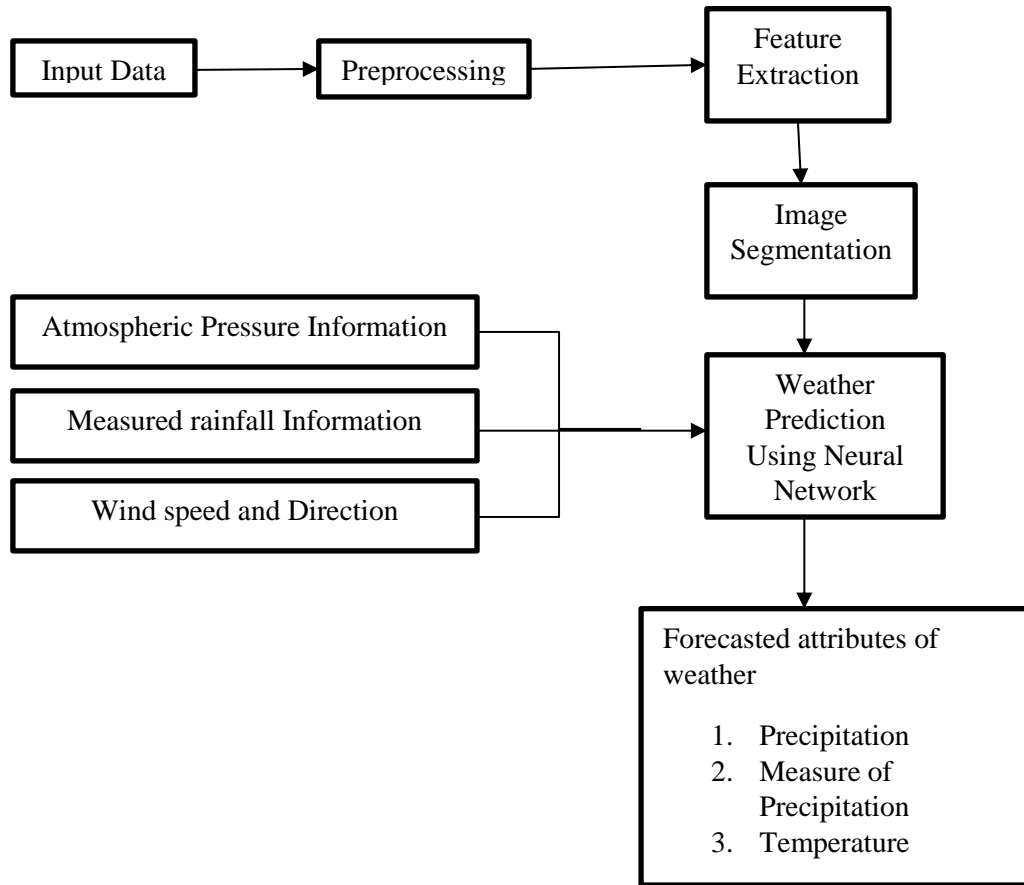 Input Data
Preprocessing
Feature
Extraction
Image
Segmentation
Atmospheric Pressure Information
Measured rainfall Information
Wind speed and Direction
Weather
Prediction
Using Neural
Network
Forecasted attributes of
weather
1. Precipitation
2. Measure of
Precipitation
3. Temperature